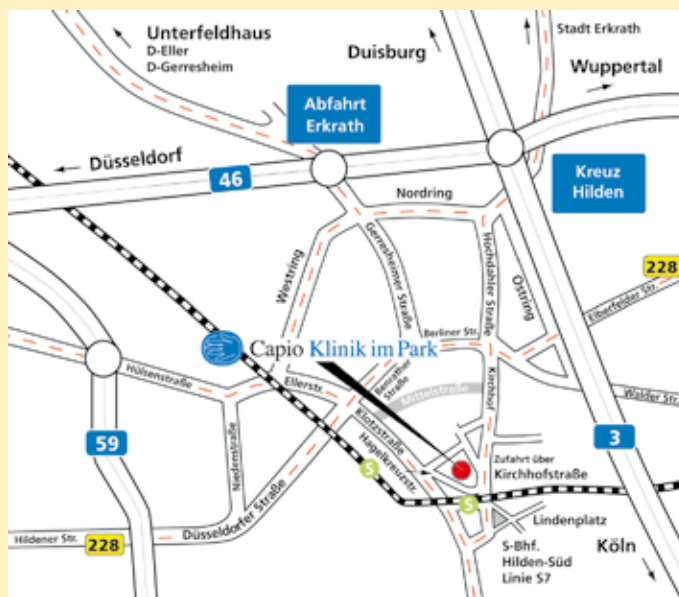 Unterfeldhaus
D-Eller
D-Gerresheim
Duisburg
Stadt Erkrath
Wuppertal
Abfahrt
Erkrath
Düsseldorf
46
Kreuz
Hilden
Nordring
Westring
Gerresheimer Straße
Hochdahler Straße
Ostring
228
Elberfelder Str.
Berliner Str.
Capio Klinik im Park
Hülsenstraße
Ellerstr.
Benrather
Straße
Mittelstraße
Kirchhof
Walder Str.
59
3
Niedenstraße
Klotzstraße
Hagelkreuzstr.
S
Zufahrt über
Kirchhofstraße
Düsseldorfer Straße
S
Lindenplatz
Hildener Str.
228
S-Bhf.
Hilden-Süd
Linie S7
Köln